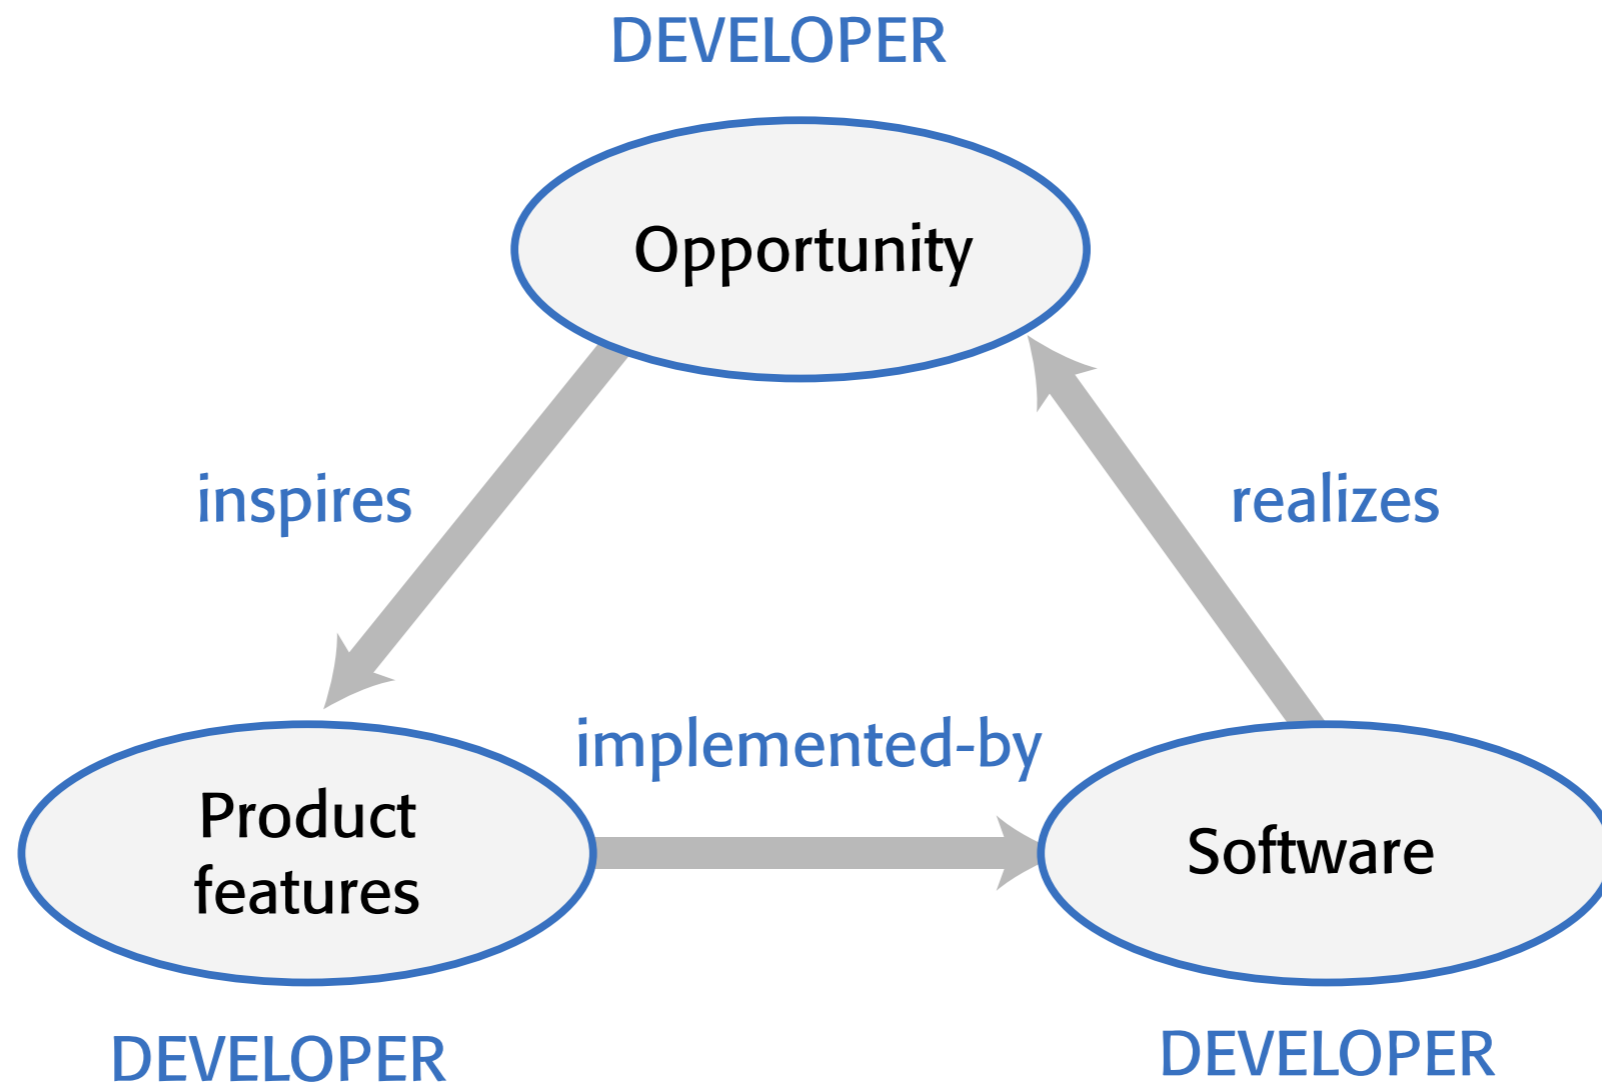 DEVELOPER
Opportunity
inspires
realizes
implemented-by
Product
features
Software
DEVELOPER
DEVELOPER